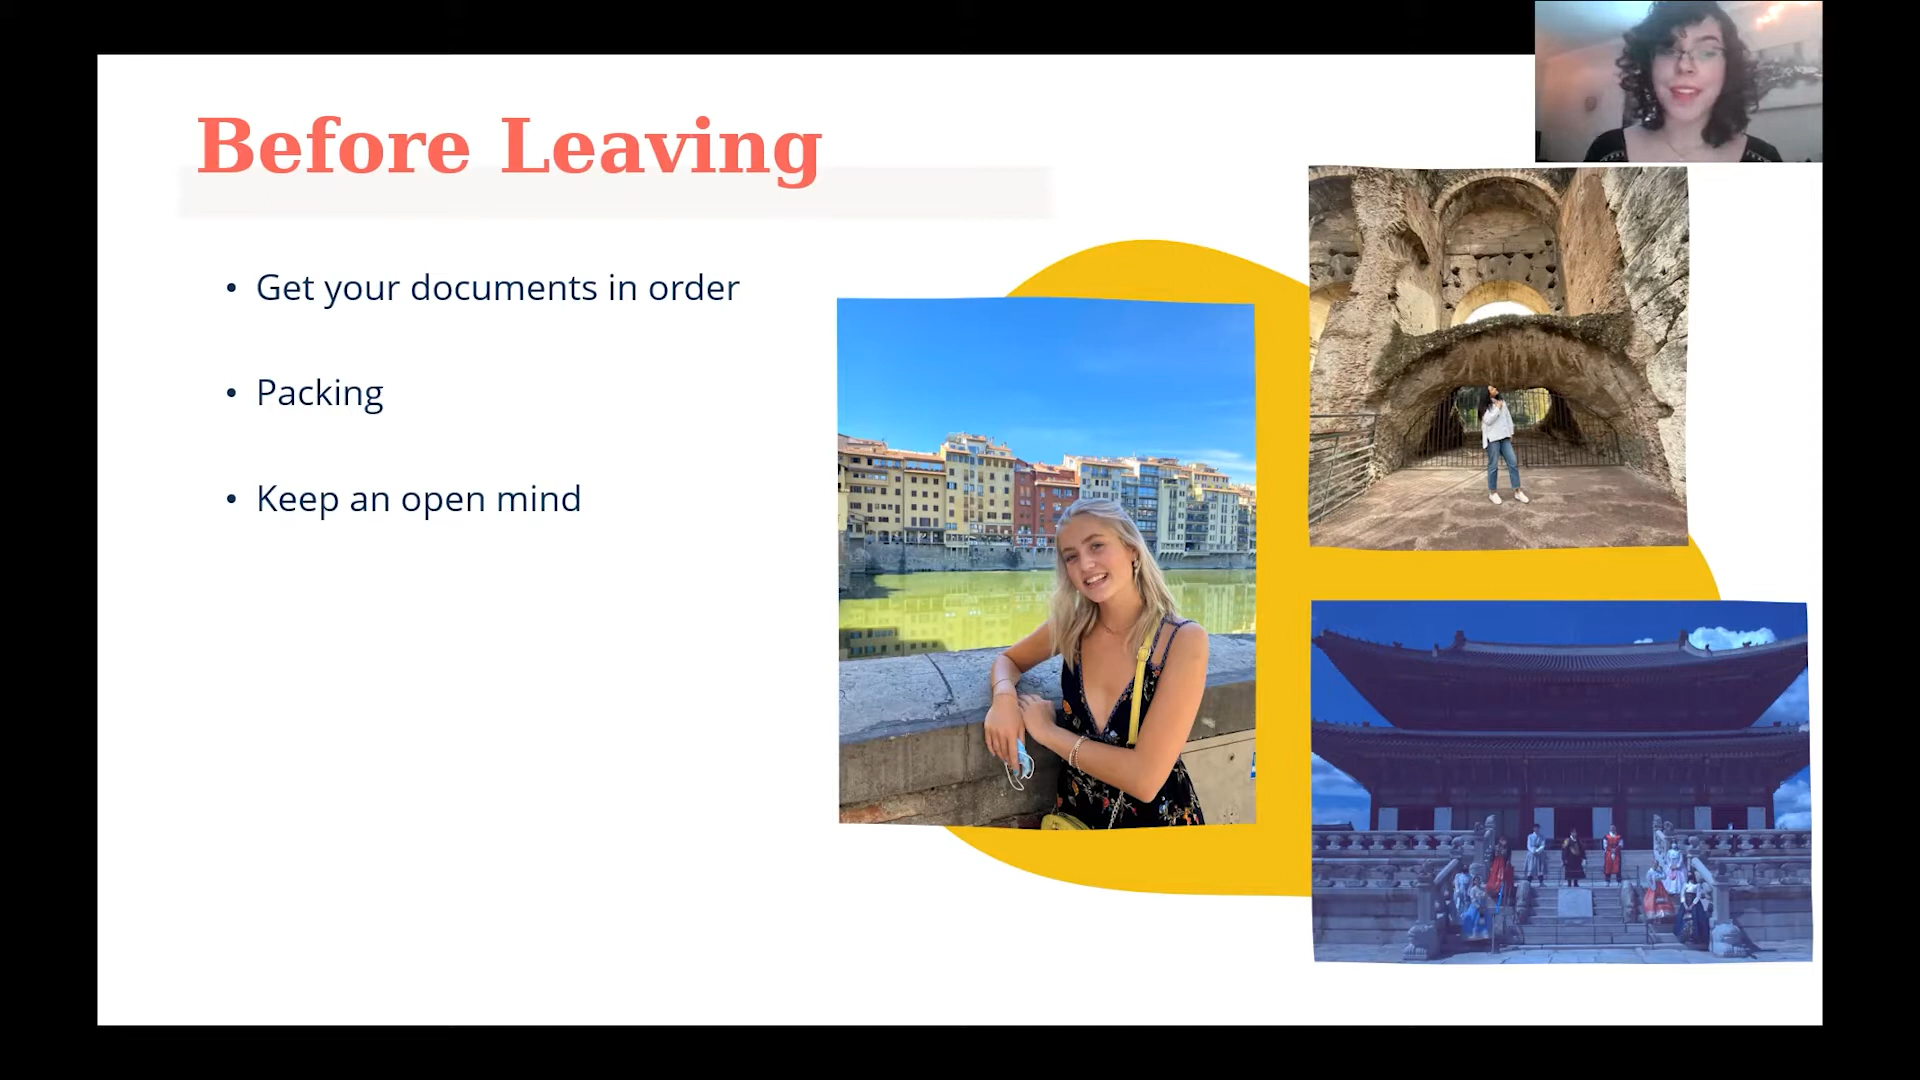 Before Leaving
• Get your documents in order
• Packing
• Keep an open mind